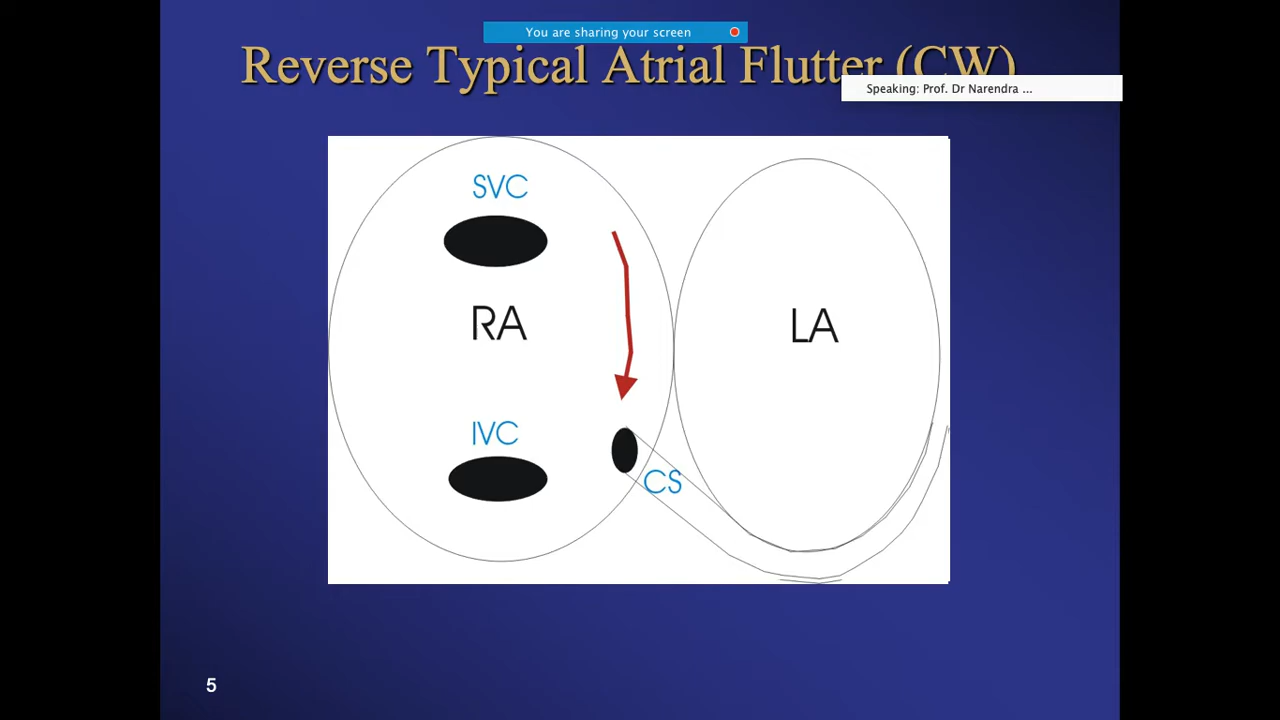 You are sharing your screen
Reverse Typical Atrial Flutter (CW)
Speaking: Prof. Dr Narendra ...
SVC
RA
LA
IVC
CS
5